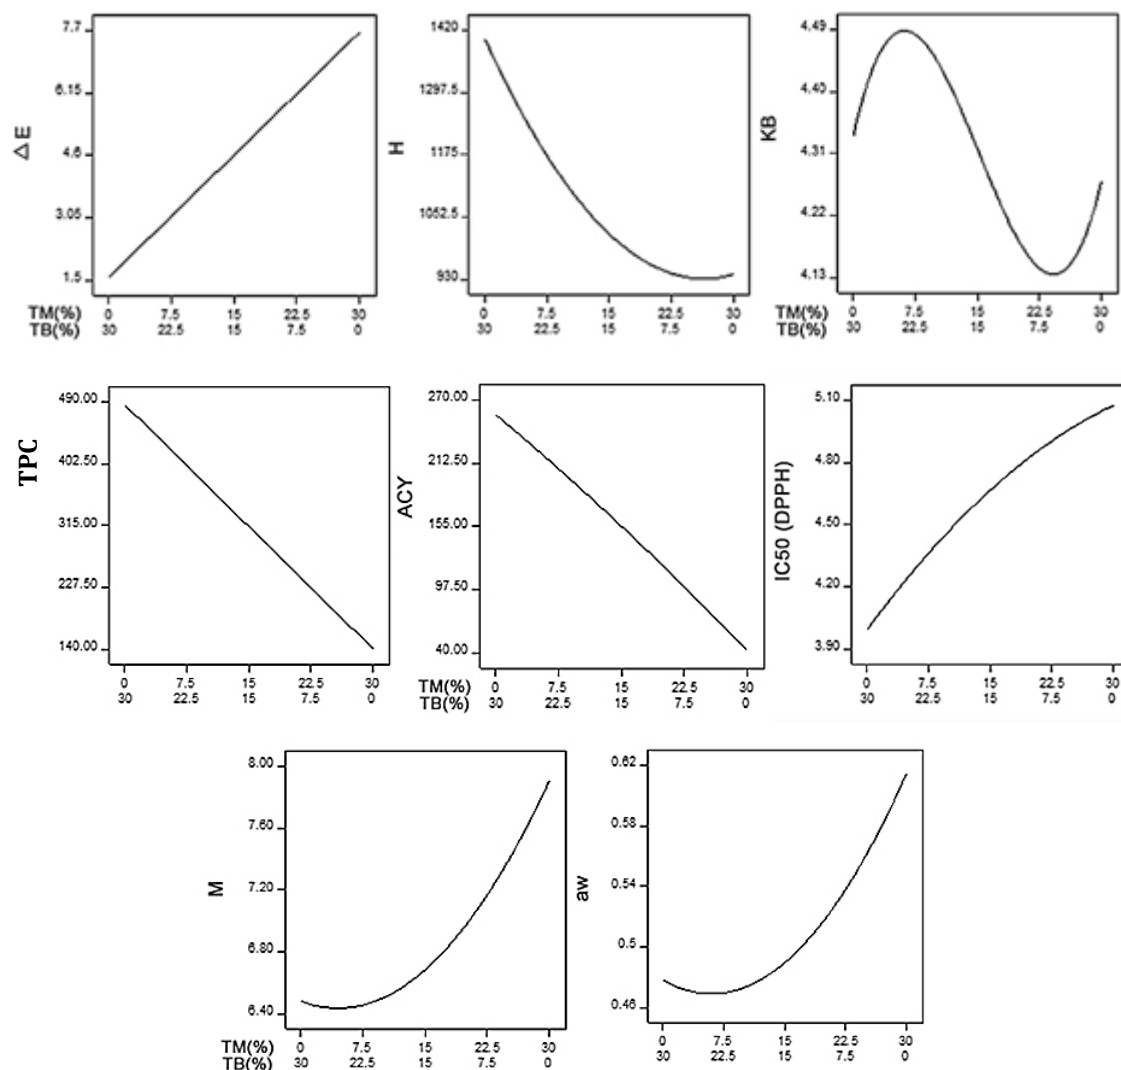 △E
7.7
6.15
4.6
3.05
1.5
TM(%) 0 7.5 15 22.5 30
TB(%) 30 22.5 15 7.5 0
H
1420
1297.5
1175
1052.5
930
0 7.5 15 22.5 30
30 22.5 15 7.5 0
KB
4.49
4.40
4.31
4.22
4.13
TM(%) 0 7.5 15 22.5 30
TB(%) 30 22.5 15 7.5 0
TPC
490.00
402.50
315.00
227.50
140.00
0 7.5 15 22.5 30
30 22.5 15 7.5 0
ACY
270.00
212.50
155.00
97.50
40.00
TM(%) 0 7.5 15 22.5 30
TB(%) 30 22.5 15 7.5 0
IC50 (DPPH)
5.10
4.80
4.50
4.20
3.90
0 7.5 15 22.5 30
30 22.5 15 7.5 0
M
8.00
7.60
7.20
6.80
6.40
TM(%) 0 7.5 15 22.5 30
TB(%) 30 22.5 15 7.5 0
aw
0.62
0.58
0.54
0.5
0.46
0 7.5 15 22.5 30
30 22.5 15 7.5 0